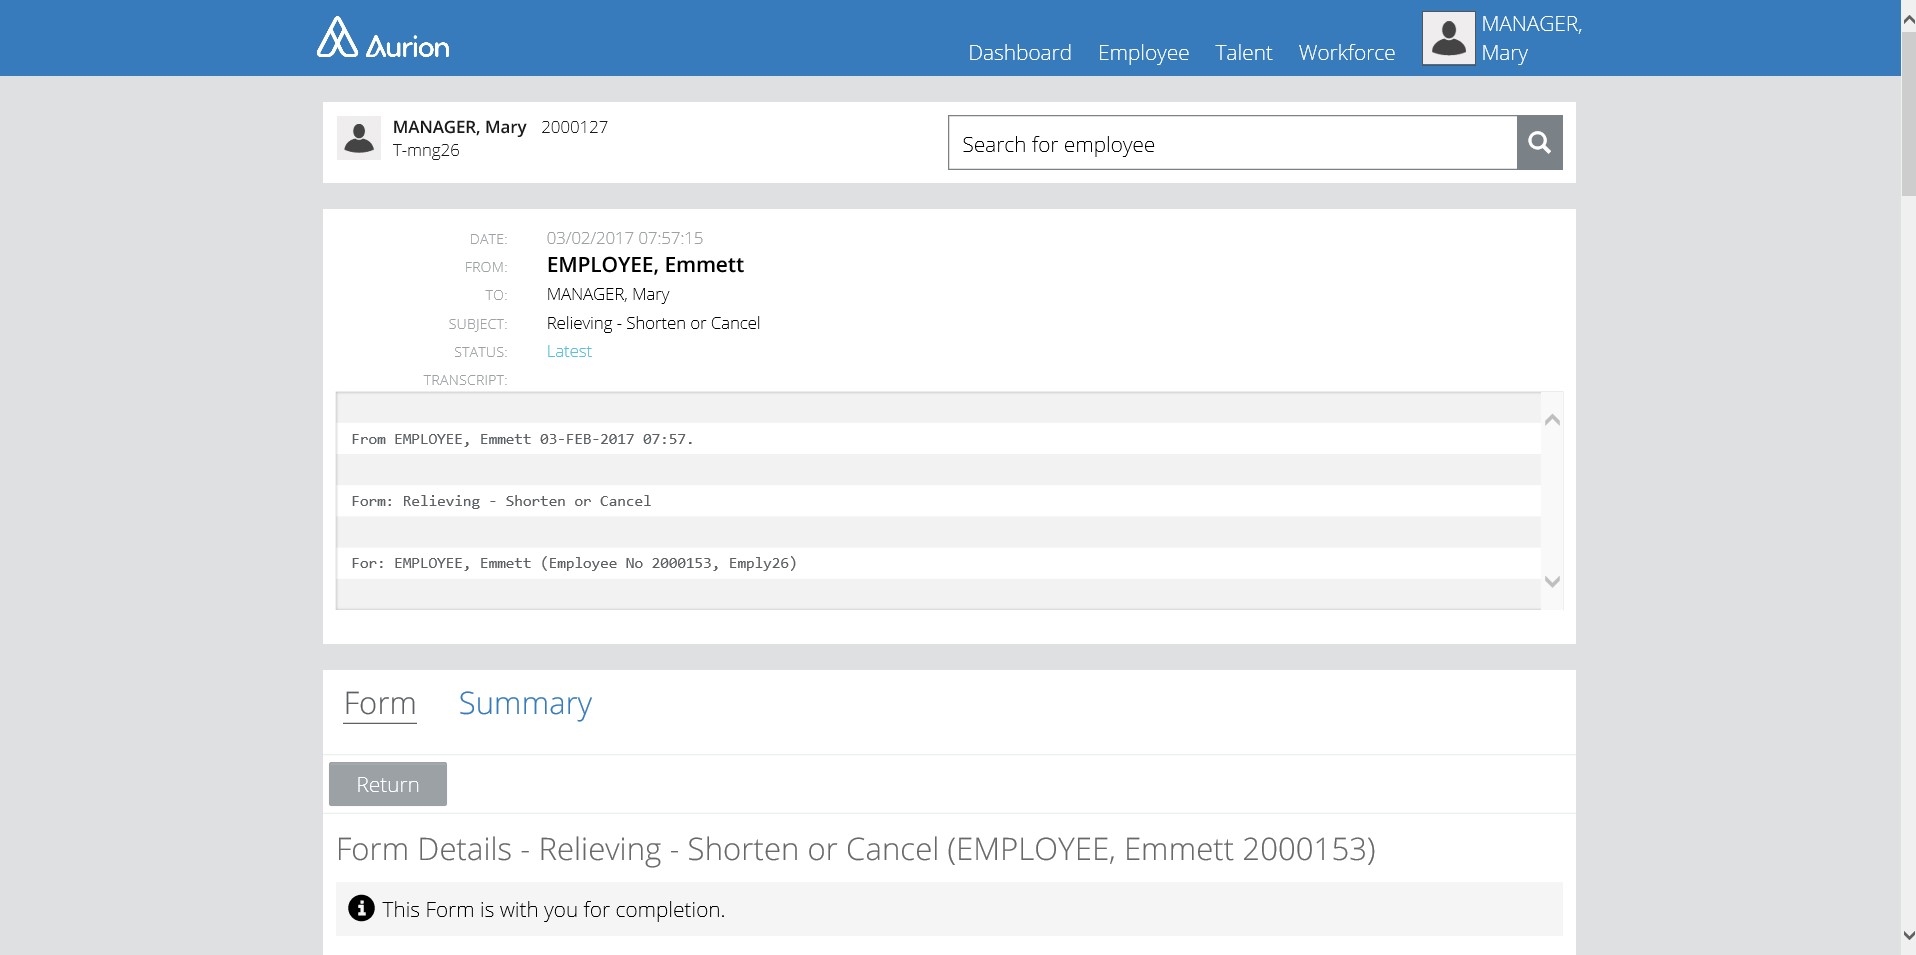 Aurion
Dashboard Employee Talent Workforce MANAGER, Mary
MANAGER, Mary 2000127
T-mng26
Search for employee
DATE: 03/02/2017 07:57:15
FROM: EMPLOYEE, Emmett
TO: MANAGER, Mary
SUBJECT: Relieving - Shorten or Cancel
STATUS: Latest
TRANSCRIPT:
From EMPLOYEE, Emmett 03-FEB-2017 07:57.
Form: Relieving - Shorten or Cancel
For: EMPLOYEE, Emmett (Employee No 2000153, Emply26)
Form Summary
Return
Form Details - Relieving - Shorten or Cancel (EMPLOYEE, Emmett 2000153)
This Form is with you for completion.